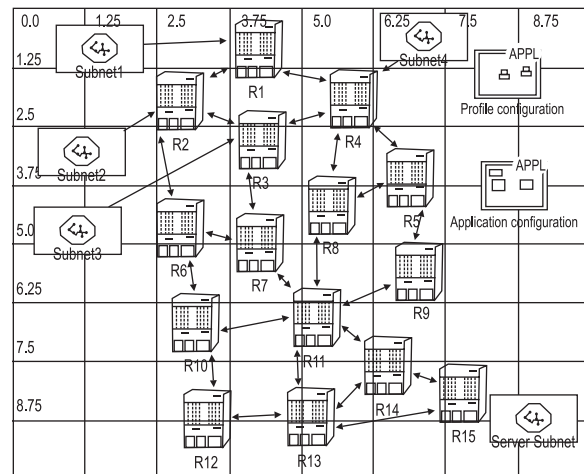 0.0 1.25 2.5 3.75 5.0 6.25 7.5 8.75
Subnet1
Subnet4
R1
APPL
Profile configuration
1.25
R4
2.5
R2
R3
Subnet2
3.75
APPL
R5
Application configuration
Subnet3
5.0
R8
R6
R7
R9
6.25
R10
R11
7.5
R14
8.75
R15
Server Subnet
R12
R13